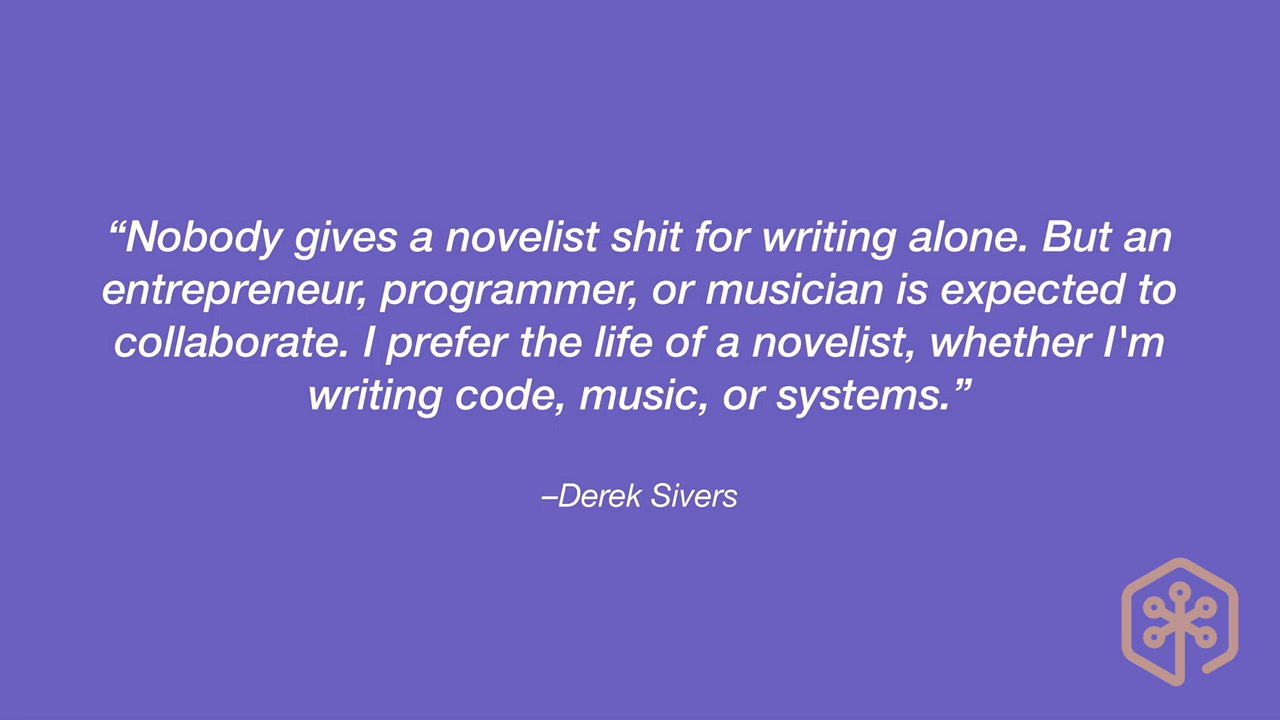 “Nobody gives a novelist shit for writing alone. But an
entrepreneur, programmer, or musician is expected to
collaborate. I prefer the life of a novelist, whether I'm
writing code, music, or systems.”
–Derek Sivers